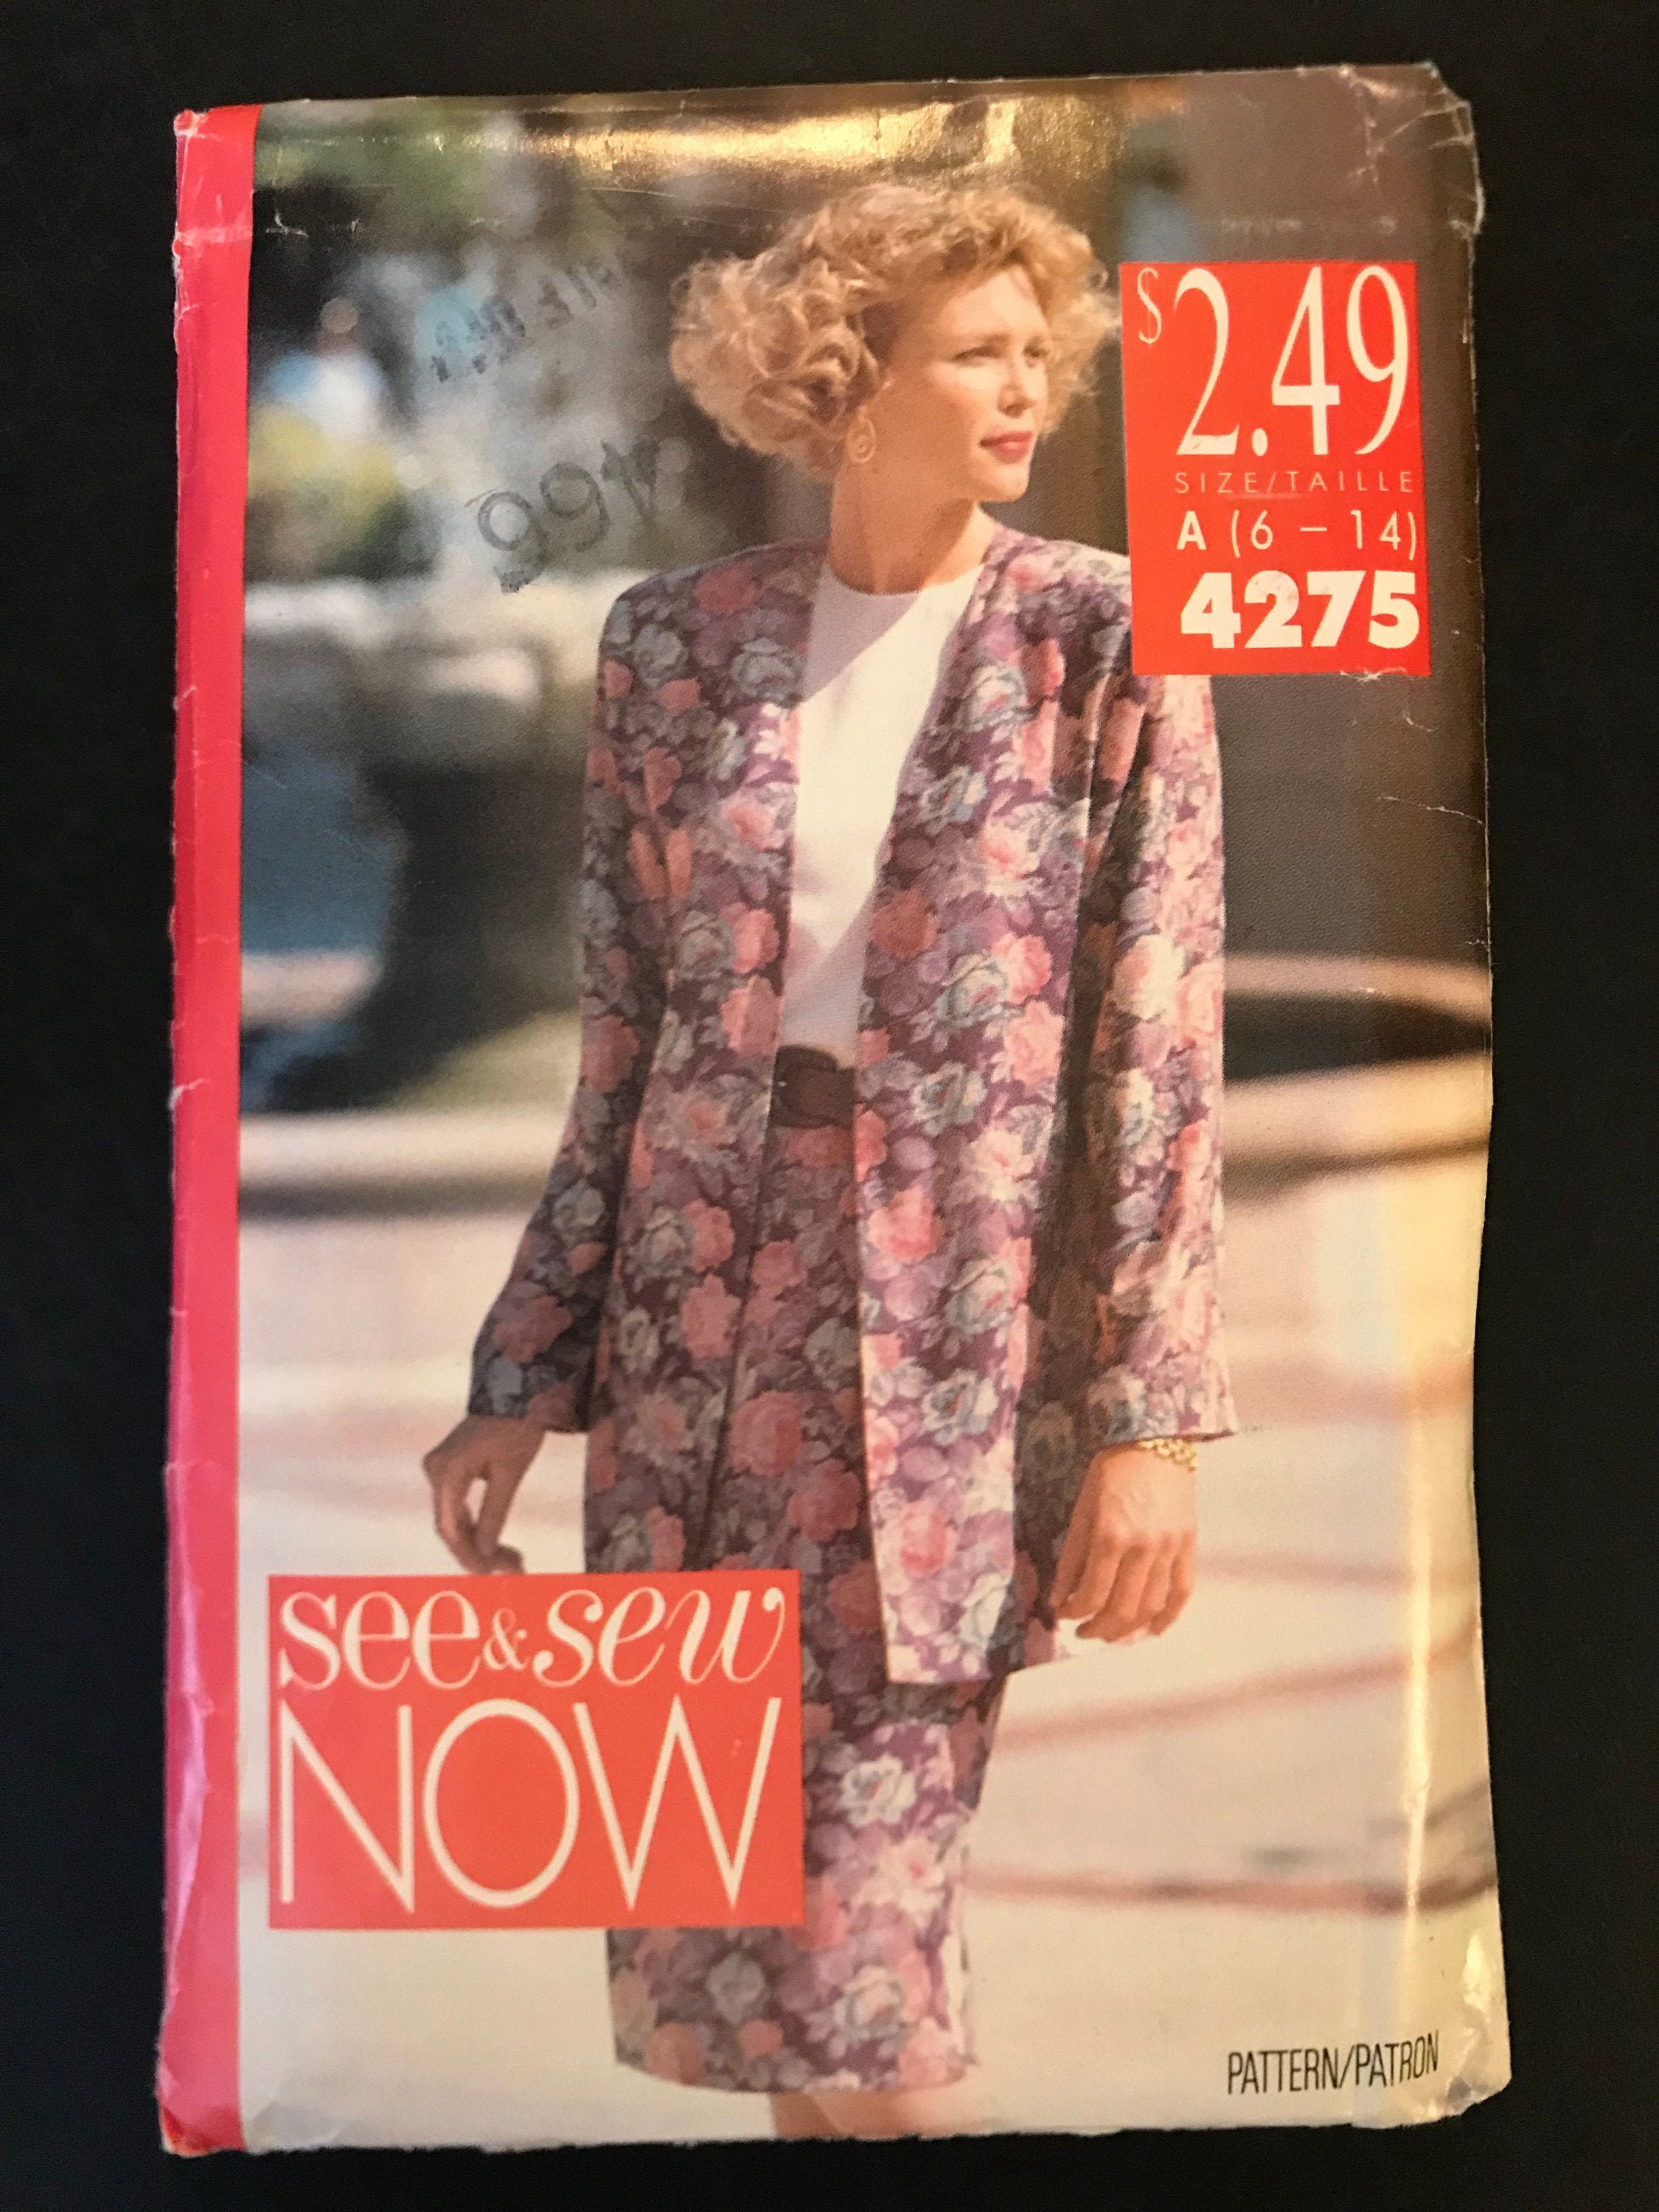 $2.49
SIZE/TAILLE
A (6 – 14)
4275
see&sew
NOW
PATTERN/PATRON